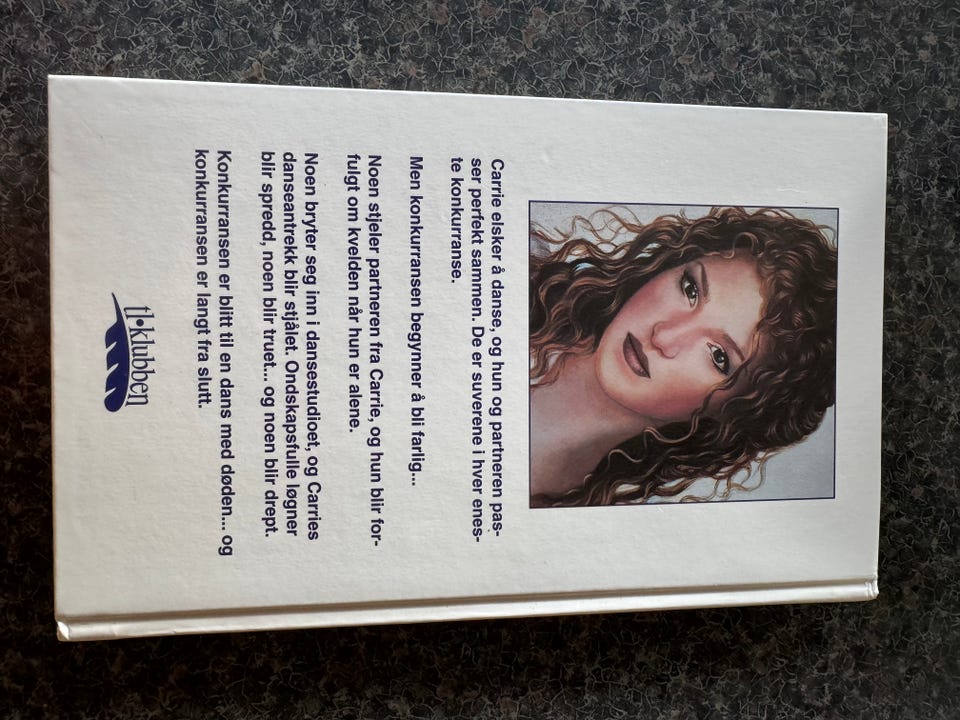 Carrie elsker å danse, og hun og partneren pas-
ser perfekt sammen. De er suverene i hver enes-
te konkurranse.
Men konkurransen begynner å bli farlig...
Noen stjeler partneren fra Carrie, og hun blir for-
fulgt om kvelden når hun er alene.
Noen bryter seg inn i dansestudioet, og Carries
danseantrekk blir stjålet. Ondskapsfulle løgner
blir spredd, noen blir truet... og noen blir drept.
Konkurransen er blitt til en dans med døden... og
konkurransen er langt fra slutt.
tl•klubben